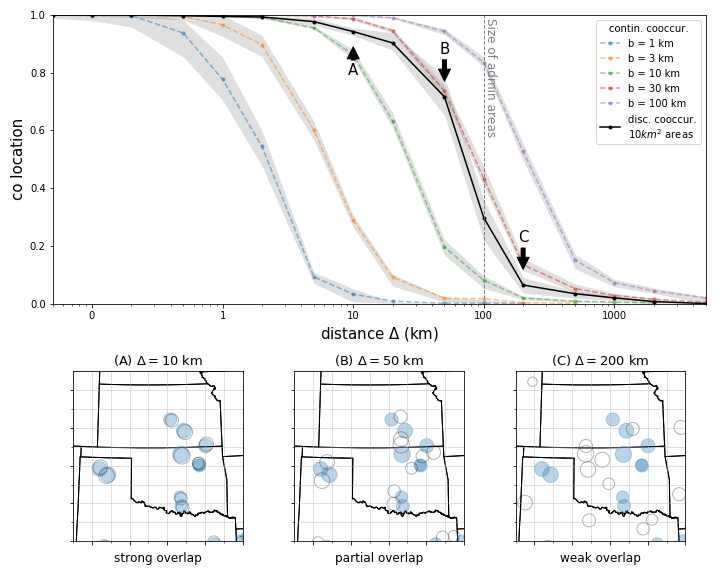 co location
1.0
0.8
0.6
0.4
0.2
0.0
0
1
10
100
1000
distance Δ (km)
A
B
C
Size of admin areas
contin. cooccur.
b = 1 km
b = 3 km
b = 10 km
b = 30 km
b = 100 km
disc. cooccur.
10km² areas
(A) Δ = 10 km
(B) Δ = 50 km
(C) Δ = 200 km
strong overlap
partial overlap
weak overlap